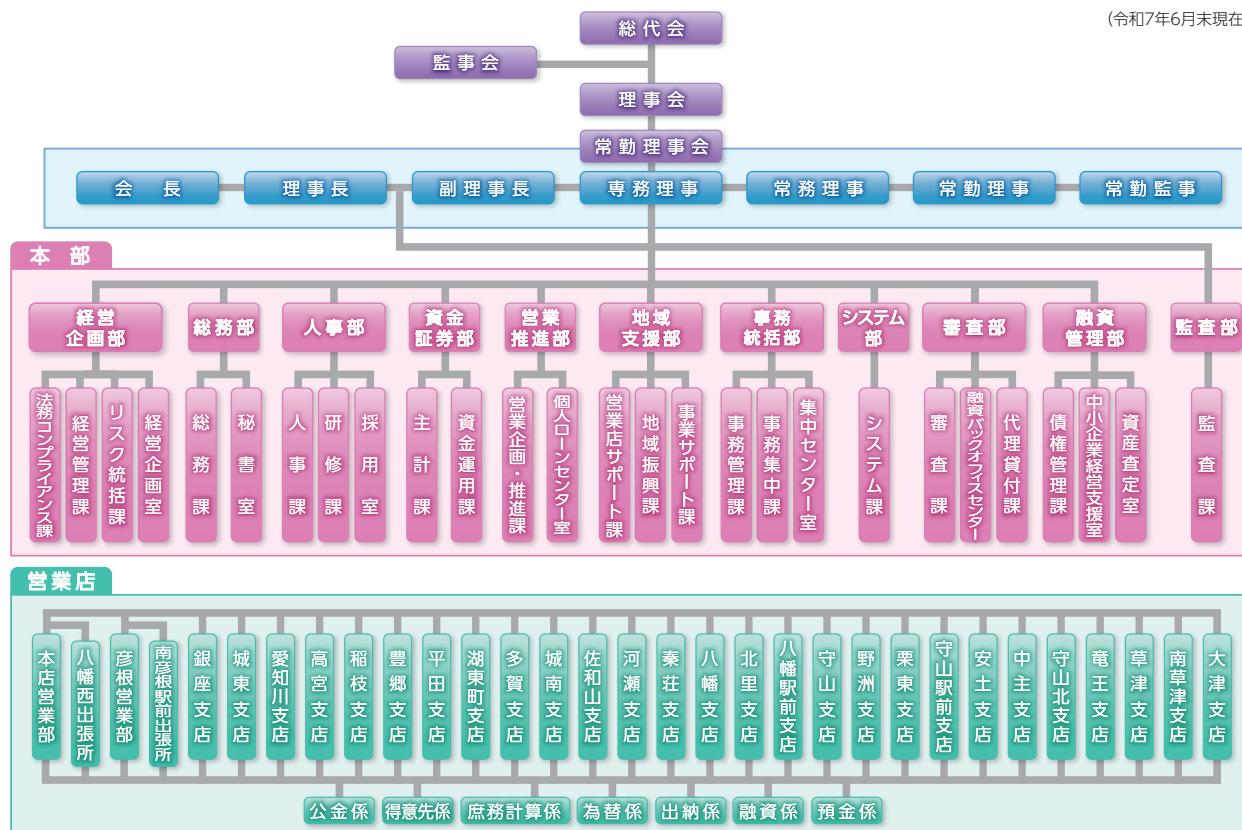 (令和7年6月末現在
総代会
監事会
理事会
常勤理事会
会長
理事長
副理事長
専務理事
常務理事
常勤理事
常勤監事
本部
経営
企画部
総務部
人事部
資金
証券部
営業
推進部
地域
支援部
事務
統括部
システム
部
審査部
融資
管理部
監査部
法務コンプライアンス課
経営管理課
リスク統括課
経営企画室
総務課
秘書室
人事課
研修課
採用室
主計課
資金運用課
営業企画・推進課
個人ローンセンター室
営業店サポート課
地域振興課
事業サポート課
事務管理課
事務集中課
集中センター室
システム課
審査課
融資バックオフィスセンター
代理貸付課
債権管理課
中小企業経営支援室
資産査定室
監査課
営業店
本店営業部
八幡西出張所
彦根営業部
南彦根駅前出張所
銀座支店
城東支店
愛知川支店
高宮支店
稲枝支店
豊郷支店
平田支店
湖東町支店
多賀支店
城南支店
佐和山支店
河瀬支店
秦荘支店
八幡支店
北里支店
八幡駅前支店
守山支店
野洲支店
栗東支店
守山駅前支店
安土支店
中主支店
守山北支店
竜王支店
草津支店
南草津支店
大津支店
公金係
得意先係
庶務計算係
為替係
出納係
融資係
預金係